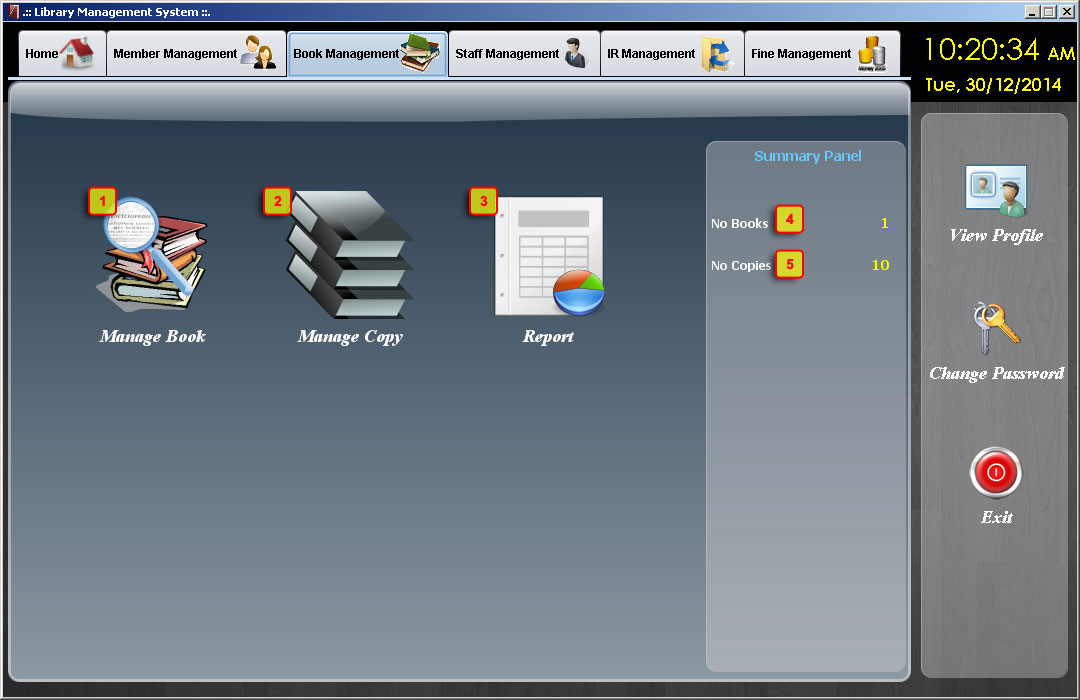 .:: Library Management System ::.
Home Member Management Book Management Staff Management IR Management Fine Management
10:20:34 AM
Tue, 30/12/2014
Summary Panel
1 2 3
No Books 4 1
No Copies 5 10
Manage Book Manage Copy Report
View Profile
Change Password
Exit